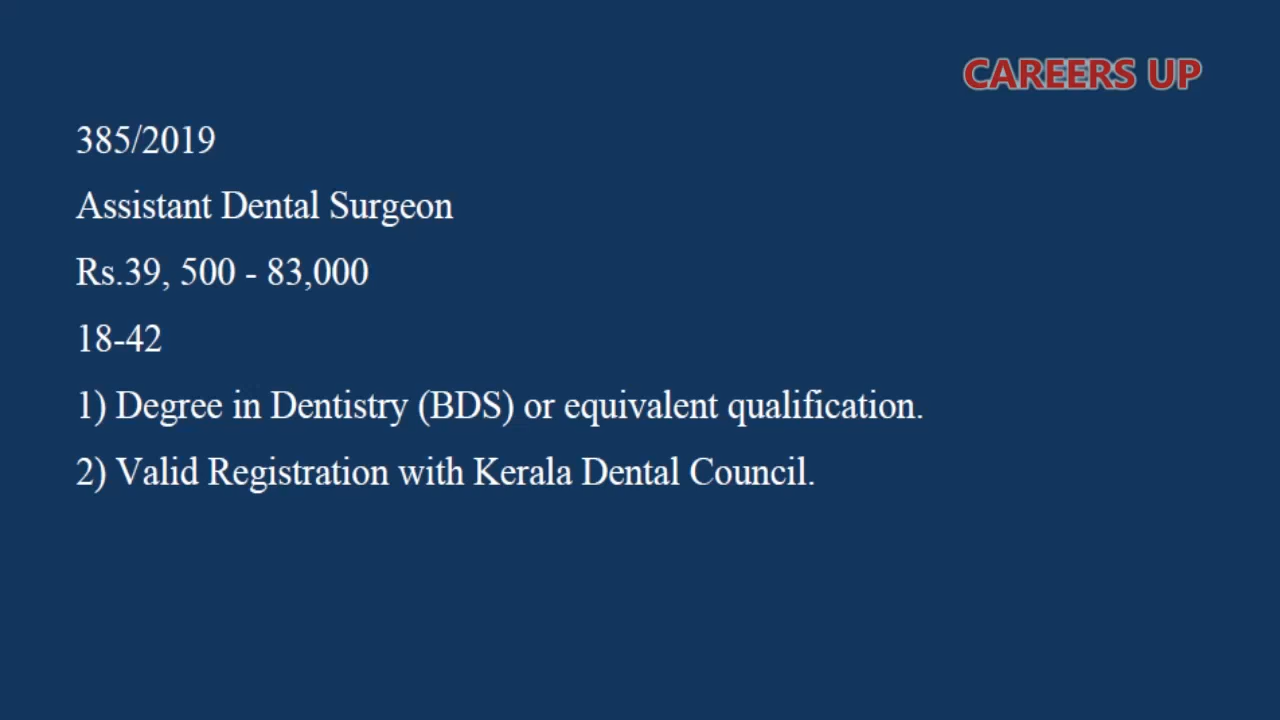 CAREERS UP
385/2019
Assistant Dental Surgeon
Rs.39, 500 - 83,000
18-42
1) Degree in Dentistry (BDS) or equivalent qualification.
2) Valid Registration with Kerala Dental Council.